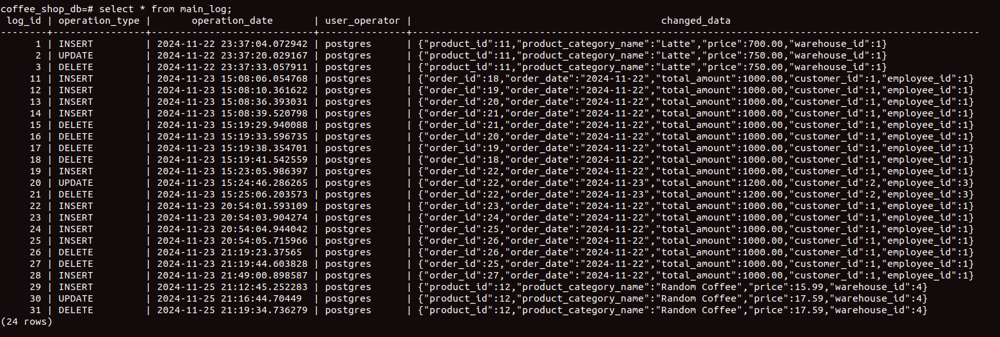 coffee_shop_db=# select * from main_log;
 log_id | operation_type |       operation_date       | user_operator |                                           changed_data
--------+----------------+----------------------------+---------------+--------------------------------------------------------------------------------------------------
      1 | INSERT         | 2024-11-22 23:37:04.072942 | postgres      | {"product_id":11,"product_category_name":"Latte","price":700.00,"warehouse_id":1}
      2 | UPDATE         | 2024-11-22 23:37:20.029167 | postgres      | {"product_id":11,"product_category_name":"Latte","price":750.00,"warehouse_id":1}
      3 | DELETE         | 2024-11-22 23:37:33.057911 | postgres      | {"product_id":11,"product_category_name":"Latte","price":750.00,"warehouse_id":1}
     11 | INSERT         | 2024-11-23 15:08:06.054768 | postgres      | {"order_id":18,"order_date":"2024-11-22","total_amount":1000.00,"customer_id":1,"employee_id":1}
     12 | INSERT         | 2024-11-23 15:08:10.361622 | postgres      | {"order_id":19,"order_date":"2024-11-22","total_amount":1000.00,"customer_id":1,"employee_id":1}
     13 | INSERT         | 2024-11-23 15:08:36.393031 | postgres      | {"order_id":20,"order_date":"2024-11-22","total_amount":1000.00,"customer_id":1,"employee_id":1}
     14 | INSERT         | 2024-11-23 15:08:39.520798 | postgres      | {"order_id":21,"order_date":"2024-11-22","total_amount":1000.00,"customer_id":1,"employee_id":1}
     15 | DELETE         | 2024-11-23 15:19:29.940088 | postgres      | {"order_id":21,"order_date":"2024-11-22","total_amount":1000.00,"customer_id":1,"employee_id":1}
     16 | DELETE         | 2024-11-23 15:19:33.596735 | postgres      | {"order_id":20,"order_date":"2024-11-22","total_amount":1000.00,"customer_id":1,"employee_id":1}
     17 | DELETE         | 2024-11-23 15:19:38.354701 | postgres      | {"order_id":19,"order_date":"2024-11-22","total_amount":1000.00,"customer_id":1,"employee_id":1}
     18 | DELETE         | 2024-11-23 15:19:41.542559 | postgres      | {"order_id":18,"order_date":"2024-11-22","total_amount":1000.00,"customer_id":1,"employee_id":1}
     19 | INSERT         | 2024-11-23 15:23:05.986397 | postgres      | {"order_id":22,"order_date":"2024-11-22","total_amount":1000.00,"customer_id":1,"employee_id":1}
     20 | UPDATE         | 2024-11-23 15:24:46.286265 | postgres      | {"order_id":22,"order_date":"2024-11-23","total_amount":1200.00,"customer_id":2,"employee_id":3}
     21 | DELETE         | 2024-11-23 15:25:06.203573 | postgres      | {"order_id":22,"order_date":"2024-11-23","total_amount":1200.00,"customer_id":2,"employee_id":3}
     22 | INSERT         | 2024-11-23 20:54:01.593109 | postgres      | {"order_id":23,"order_date":"2024-11-22","total_amount":1000.00,"customer_id":1,"employee_id":1}
     23 | INSERT         | 2024-11-23 20:54:03.904274 | postgres      | {"order_id":24,"order_date":"2024-11-22","total_amount":1000.00,"customer_id":1,"employee_id":1}
     24 | INSERT         | 2024-11-23 20:54:04.944042 | postgres      | {"order_id":25,"order_date":"2024-11-22","total_amount":1000.00,"customer_id":1,"employee_id":1}
     25 | INSERT         | 2024-11-23 20:54:05.715966 | postgres      | {"order_id":26,"order_date":"2024-11-22","total_amount":1000.00,"customer_id":1,"employee_id":1}
     26 | DELETE         | 2024-11-23 21:19:23.37565  | postgres      | {"order_id":26,"order_date":"2024-11-22","total_amount":1000.00,"customer_id":1,"employee_id":1}
     27 | DELETE         | 2024-11-23 21:19:44.603828 | postgres      | {"order_id":25,"order_date":"2024-11-22","total_amount":1000.00,"customer_id":1,"employee_id":1}
     28 | INSERT         | 2024-11-23 21:49:00.898587 | postgres      | {"order_id":27,"order_date":"2024-11-22","total_amount":1000.00,"customer_id":1,"employee_id":1}
     29 | INSERT         | 2024-11-25 21:12:45.252283 | postgres      | {"product_id":12,"product_category_name":"Random Coffee","price":15.99,"warehouse_id":4}
     30 | UPDATE         | 2024-11-25 21:16:44.70449  | postgres      | {"product_id":12,"product_category_name":"Random Coffee","price":17.59,"warehouse_id":4}
     31 | DELETE         | 2024-11-25 21:19:34.736279 | postgres      | {"product_id":12,"product_category_name":"Random Coffee","price":17.59,"warehouse_id":4}
(24 rows)